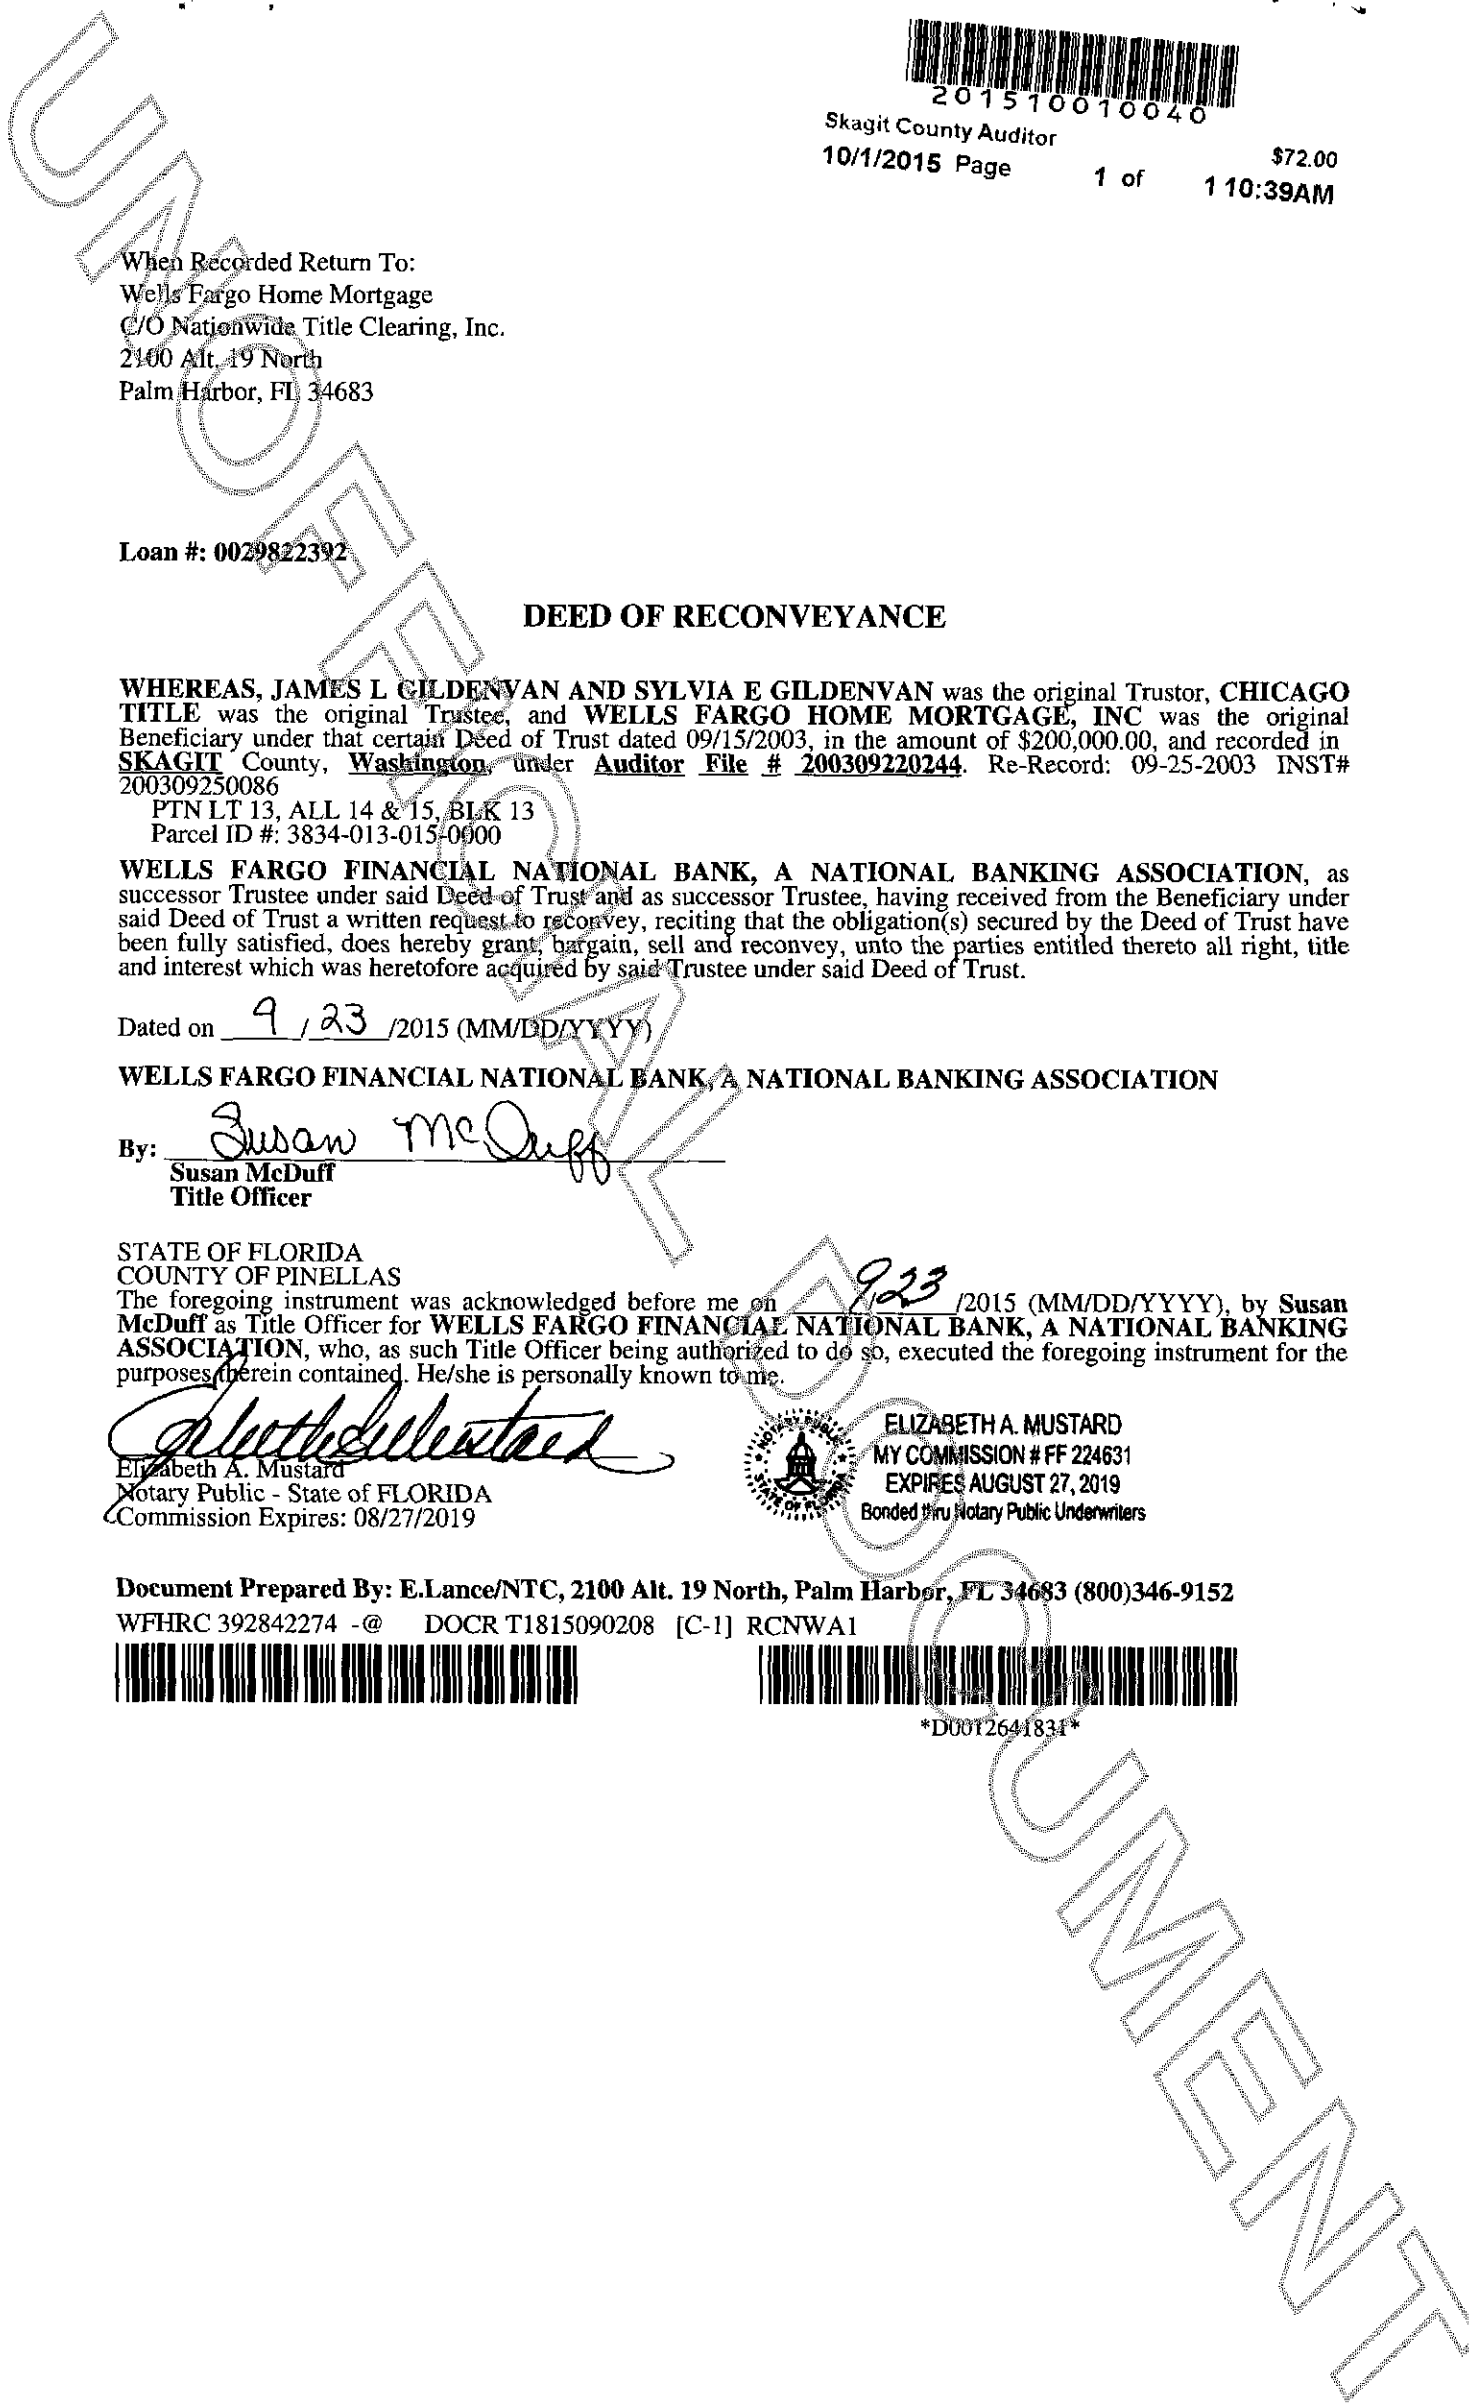 201510010040
Skagit County Auditor
$72.00
10/1/2015 Page 1 of 1 10:39AM
When Recorded Return To:
Wells Fargo Home Mortgage
C/O Nationwide Title Clearing, Inc.
2100 Alt. 19 North
Palm Harbor, FL 34683
Loan #: 0029822392
DEED OF RECONVEYANCE
WHEREAS, JAMES L GILDENVAN AND SYLVIA E GILDENVAN was the original Trustor, CHICAGO
TITLE was the original Trustee, and WELLS FARGO HOME MORTGAGE, INC was the original
Beneficiary under that certain Deed of Trust dated 09/15/2003, in the amount of $200,000.00, and recorded in
SKAGIT County, Washington, under Auditor File # 200309220244. Re-Record: 09-25-2003 INST#
200309250086
PTN LT 13, ALL 14 & 15, BLK 13
Parcel ID #: 3834-013-015-0000
WELLS FARGO FINANCIAL NATIONAL BANK, A NATIONAL BANKING ASSOCIATION, as
successor Trustee under said Deed of Trust and as successor Trustee, having received from the Beneficiary under
said Deed of Trust a written request to reconvey, reciting that the obligation(s) secured by the Deed of Trust have
been fully satisfied, does hereby grant, bargain, sell and reconvey, unto the parties entitled thereto all right, title
and interest which was heretofore acquired by said Trustee under said Deed of Trust.
Dated on 9 / 23 /2015 (MM/DD/YYYY)
WELLS FARGO FINANCIAL NATIONAL BANK, A NATIONAL BANKING ASSOCIATION
By: Susan McDuff
Susan McDuff
Title Officer
STATE OF FLORIDA
COUNTY OF PINELLAS
The foregoing instrument was acknowledged before me on 9/23 /2015 (MM/DD/YYYY), by Susan
McDuff as Title Officer for WELLS FARGO FINANCIAL NATIONAL BANK, A NATIONAL BANKING
ASSOCIATION, who, as such Title Officer being authorized to do so, executed the foregoing instrument for the
purposes therein contained. He/she is personally known to me.
Elizabeth A. Mustard
Notary Public - State of FLORIDA
Commission Expires: 08/27/2019
NOTARY PUBLIC
STATE OF FLORIDA
ELIZABETH A. MUSTARD
MY COMMISSION # FF 224631
EXPIRES AUGUST 27, 2019
Bonded thru Notary Public Underwriters
Document Prepared By: E.Lance/NTC, 2100 Alt. 19 North, Palm Harbor, FL 34683 (800)346-9152
WFHRC 392842274 -@ DOCR T1815090208 [C-1] RCNWA1
*D0012641831*
UNOFFICIAL DOCUMENT